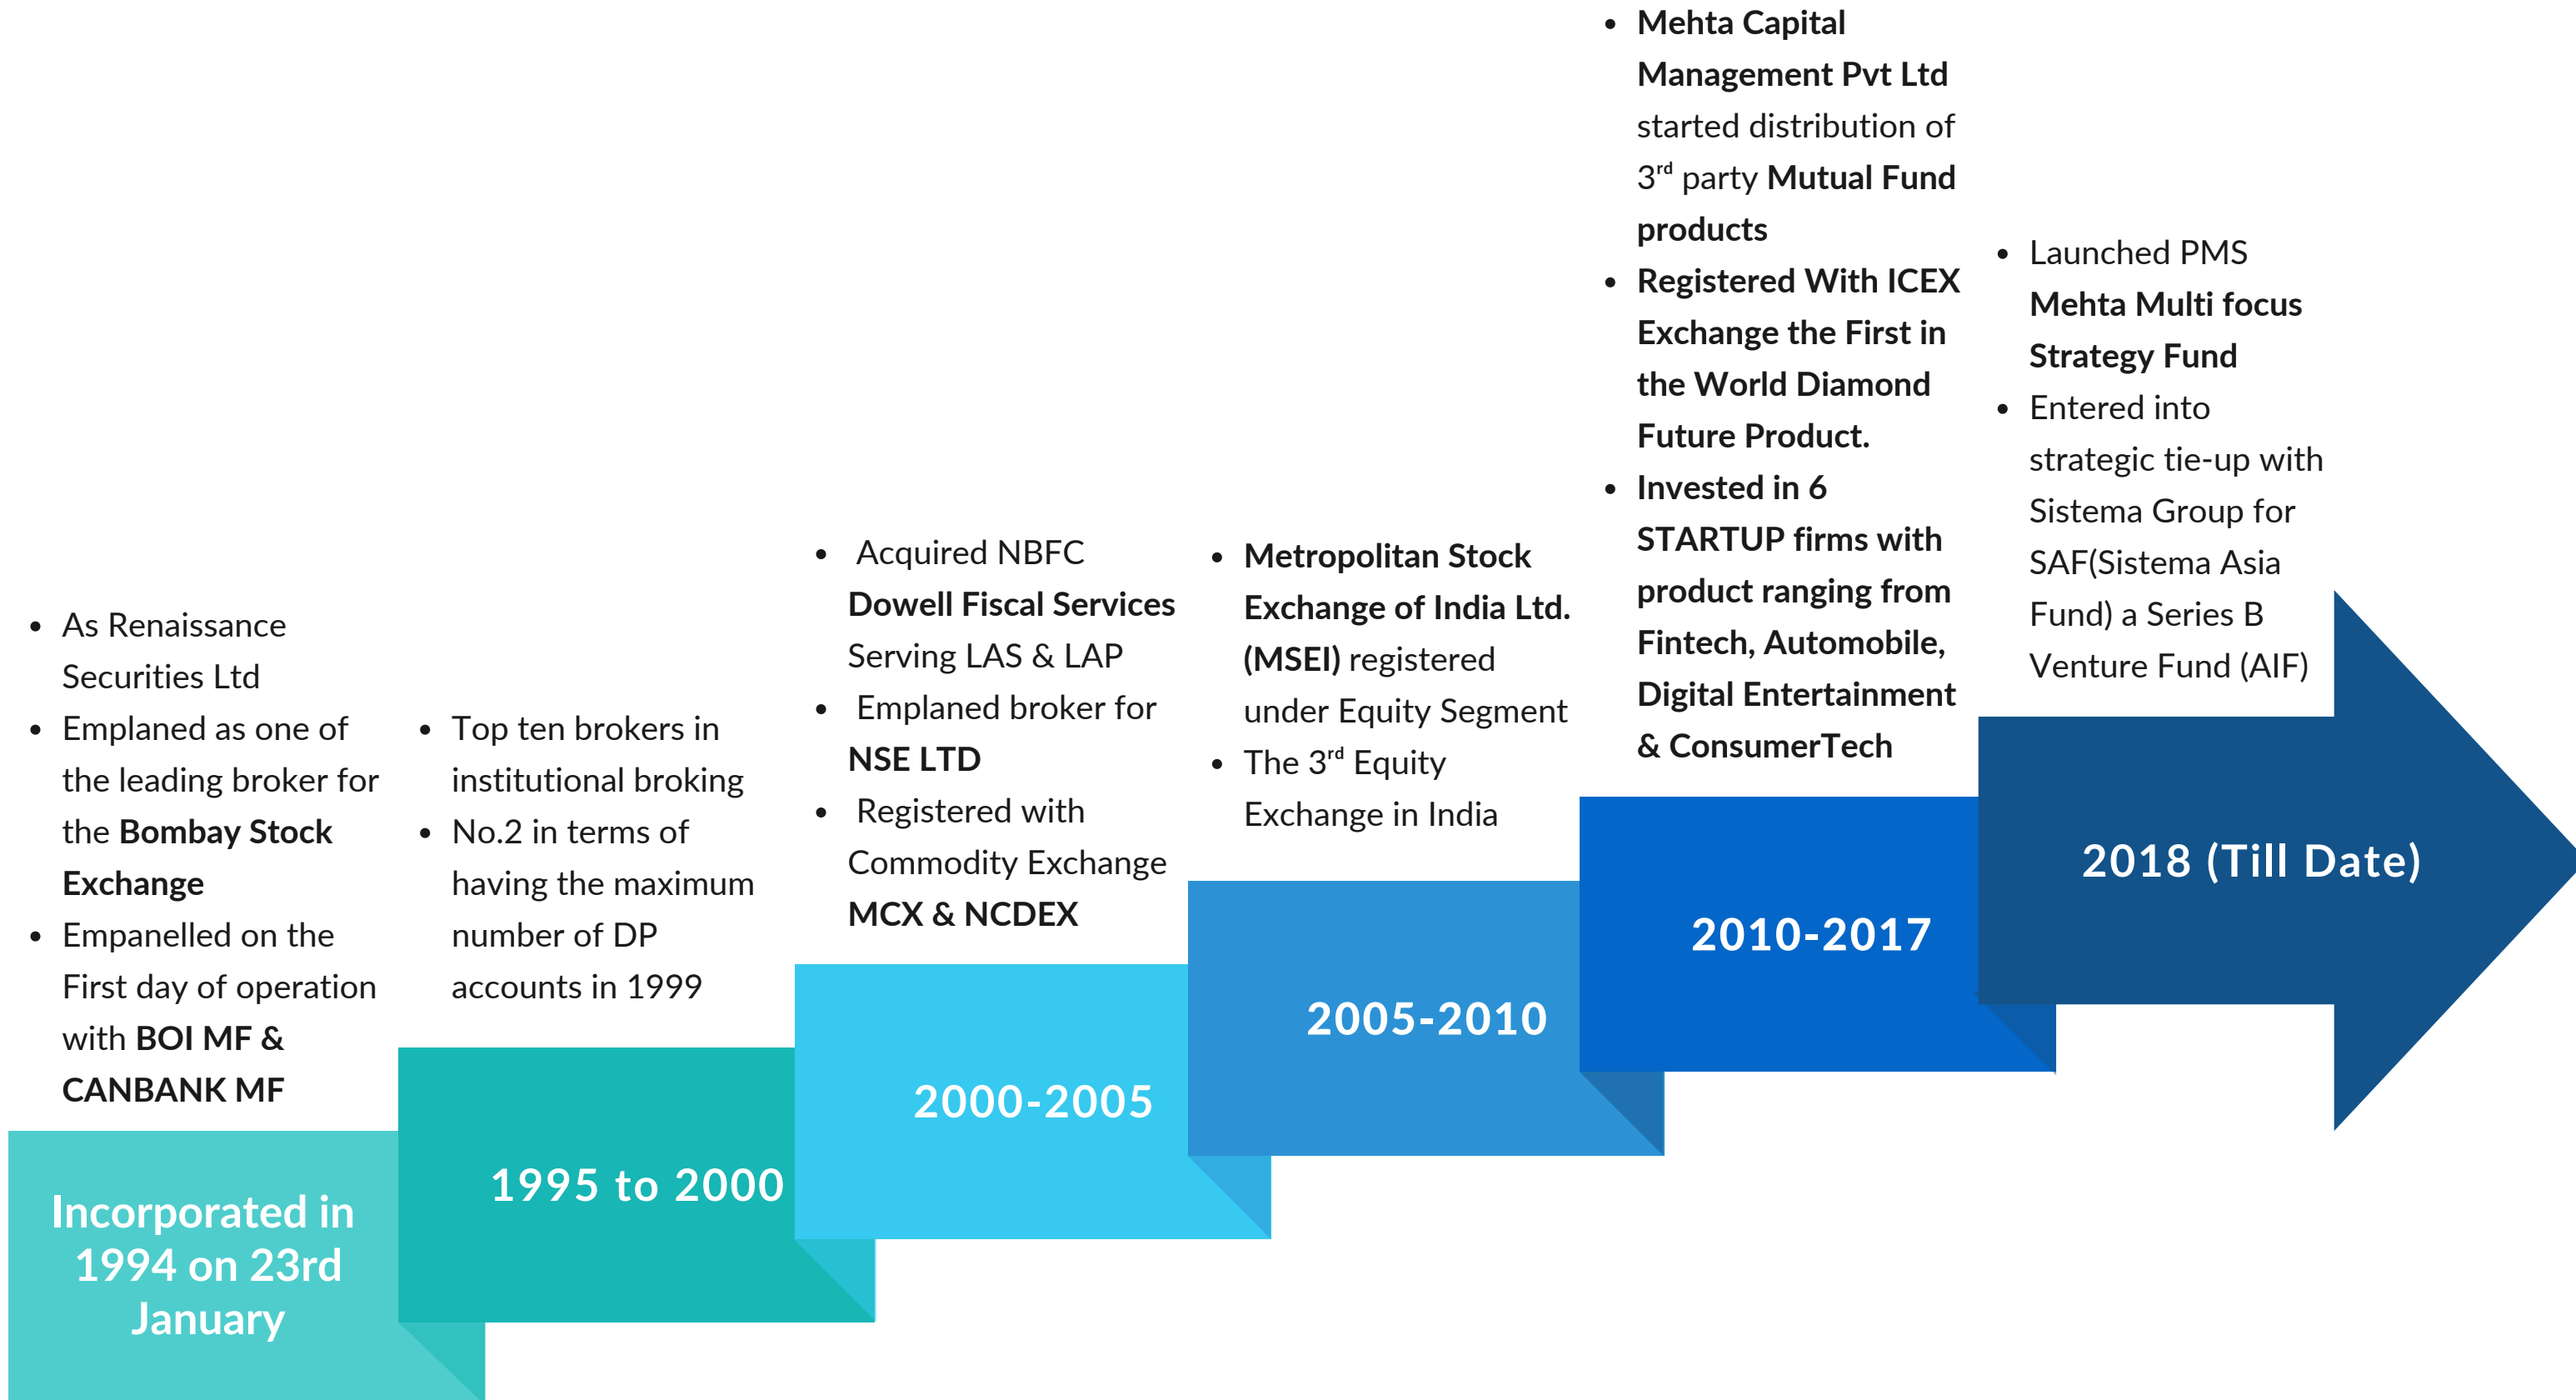 • As Renaissance
Securities Ltd
• Emplaned as one of
the leading broker for
the Bombay Stock
Exchange
• Empanelled on the
First day of operation
with BOI MF &
CANBANK MF
Incorporated in
1994 on 23rd
January
• Top ten brokers in
institutional broking
• No.2 in terms of
having the maximum
number of DP
accounts in 1999
1995 to 2000
• Acquired NBFC
Dowell Fiscal Services
Serving LAS & LAP
• Emplaned broker for
NSE LTD
• Registered with
Commodity Exchange
MCX & NCDEX
2000-2005
• Metropolitan Stock
Exchange of India Ltd.
(MSEI) registered
under Equity Segment
• The 3rd Equity
Exchange in India
2005-2010
• Mehta Capital
Management Pvt Ltd
started distribution of
3rd party Mutual Fund
products
• Registered With ICEX
Exchange the First in
the World Diamond
Future Product.
• Invested in 6
STARTUP firms with
product ranging from
Fintech, Automobile,
Digital Entertainment
& ConsumerTech
2010-2017
• Launched PMS
Mehta Multi focus
Strategy Fund
• Entered into
strategic tie-up with
Sistema Group for
SAF(Sistema Asia
Fund) a Series B
Venture Fund (AIF)
2018 (Till Date)